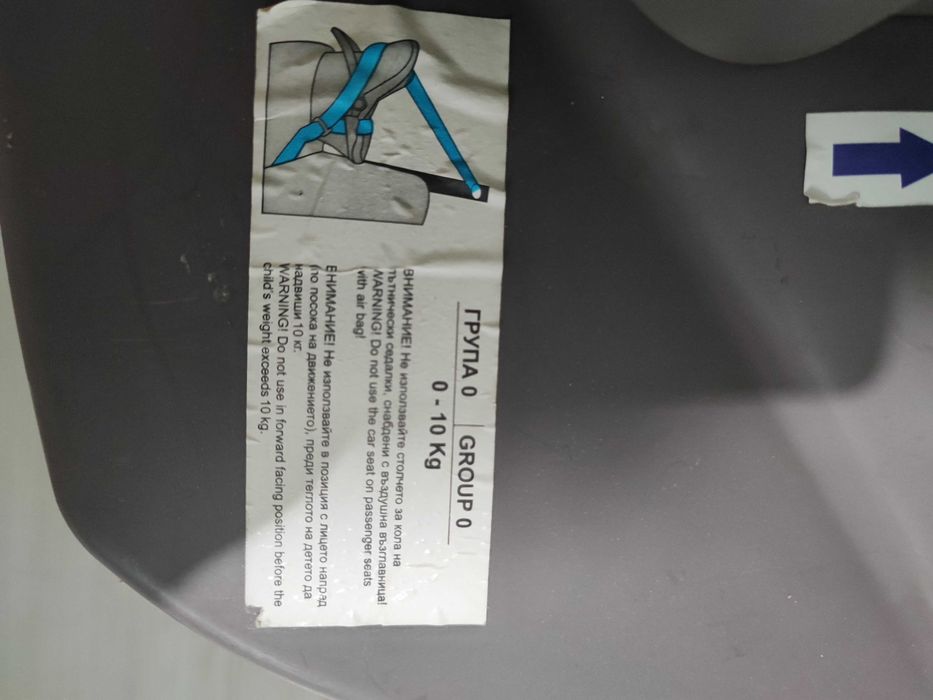 ГРУПА 0 GROUP 0
0 - 10 Kg
ВНИМАНИЕ! Не използвайте столчето за кола на
пътнически седалки, снабдени с въздушна възглавница!
WARNING! Do not use the car seat on passenger seats
with air bag!
ВНИМАНИЕ! Не използвайте в позиция с лицето напред
(по посока на движението), преди теглото на детето да
надвиши 10 кг.
WARNING! Do not use in forward facing position before the
child's weight exceeds 10 kg.